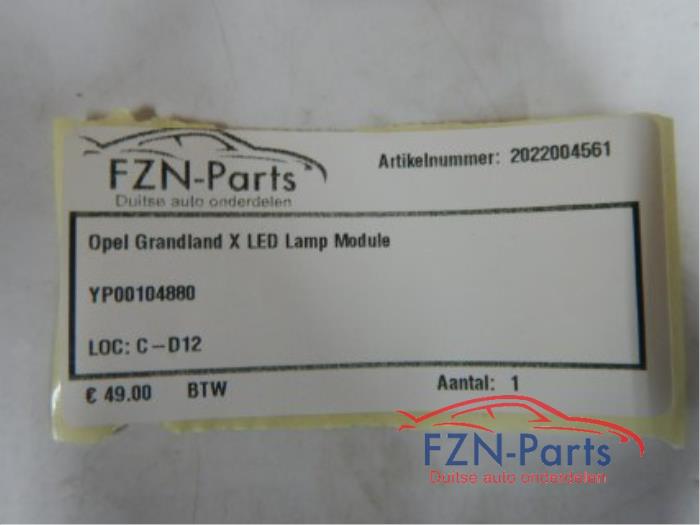 FZN-Parts
Duitse auto onderdelen
Artikelnummer: 2022004561
Opel Grandland X LED Lamp Module
YP00104880
LOC: C-D12
€ 49.00 BTW Aantal: 1
FZN-Parts
Duitse auto onderdelen